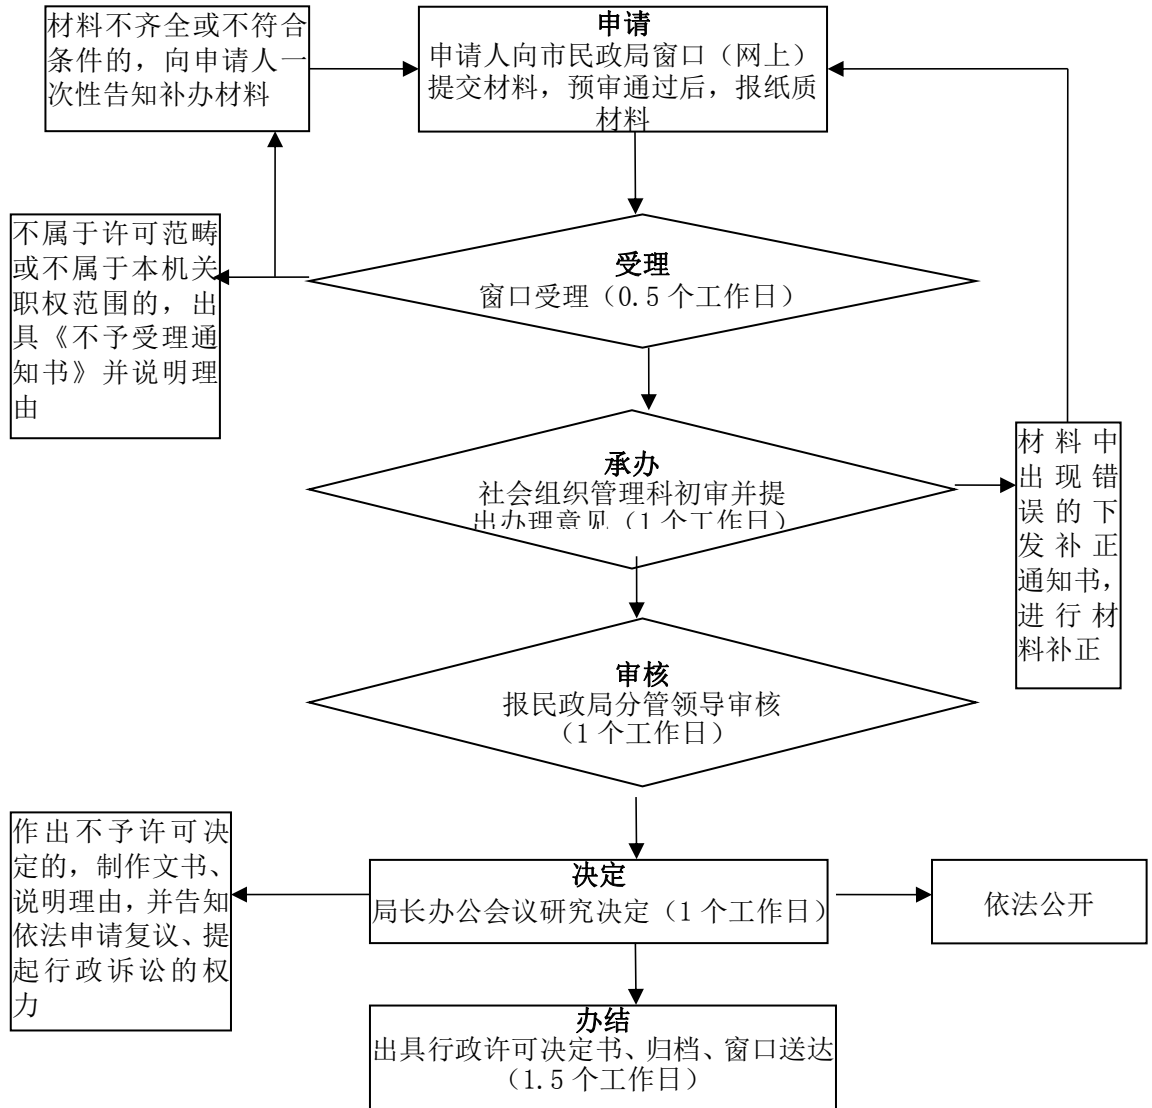 材料不齐全或不符合
条件的，向申请人一
次性告知补办材料
申请
申请人向市民政局窗口（网上）
提交材料，预审通过后，报纸质
材料
不属于许可范畴
或不属于本机关
职权范围的，出
具《不予受理通
知书》并说明理
由
受理
窗口受理（0.5 个工作日）
承办
社会组织管理科初审并提
出办理意见（1 个工作日）
材料中
出现错
误的下
发补正
通知书，
进行材
料补正
审核
报民政局分管领导审核
（1 个工作日）
作出不予许可决
定的，制作文书、
说明理由，并告知
依法申请复议、提
起行政诉讼的权
力
决定
局长办公会议研究决定（1 个工作日）
依法公开
办结
出具行政许可决定书、归档、窗口送达
（1.5 个工作日）